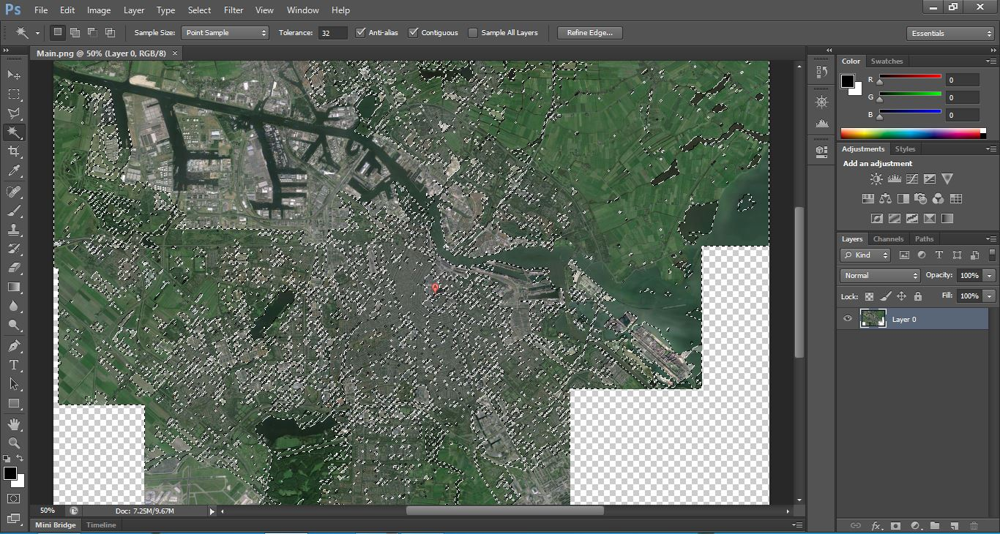 Ps File Edit Image Layer Type Select Filter View Window Help
Sample Size: Point Sample Tolerance: 32 Anti-alias Contiguous Sample All Layers Refine Edge... Essentials
Main.png @ 50% (Layer 0, RGB/8) ×
Color Swatches
R 0
G 0
B 0
Adjustments Styles
Add an adjustment
Layers Channels Paths
Kind T
Normal Opacity: 100%
Lock: Fill: 100%
Layer 0
A
T
50% Doc: 7.25M/9.67M
fx
Mini Bridge Timeline